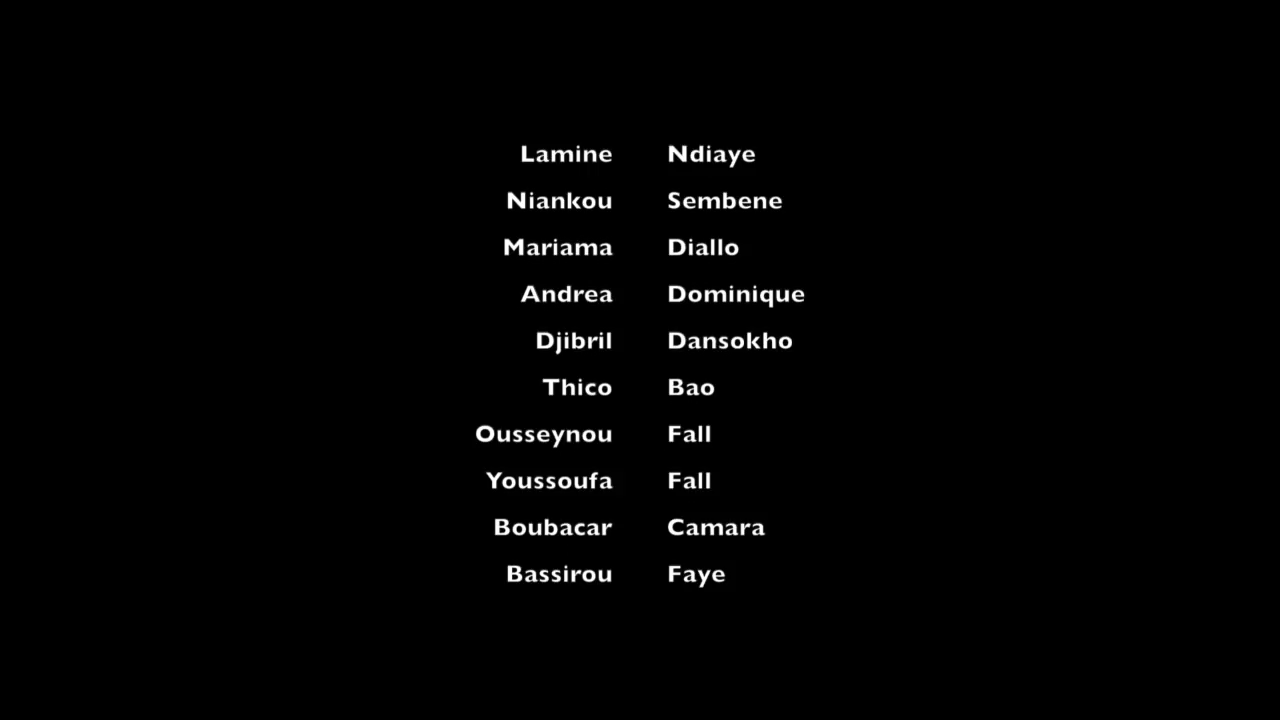 Lamine Ndiaye
Niankou Sembene
Mariama Diallo
Andrea Dominique
Djibril Dansokho
Thico Bao
Ousseynou Fall
Youssoufa Fall
Boubacar Camara
Bassirou Faye